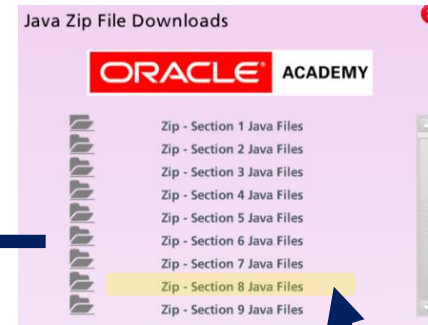 Java Zip File Downloads
ORACLE ACADEMY
Zip - Section 1 Java Files
Zip - Section 2 Java Files
Zip - Section 3 Java Files
Zip - Section 4 Java Files
Zip - Section 5 Java Files
Zip - Section 6 Java Files
Zip - Section 7 Java Files
Zip - Section 8 Java Files
Zip - Section 9 Java Files